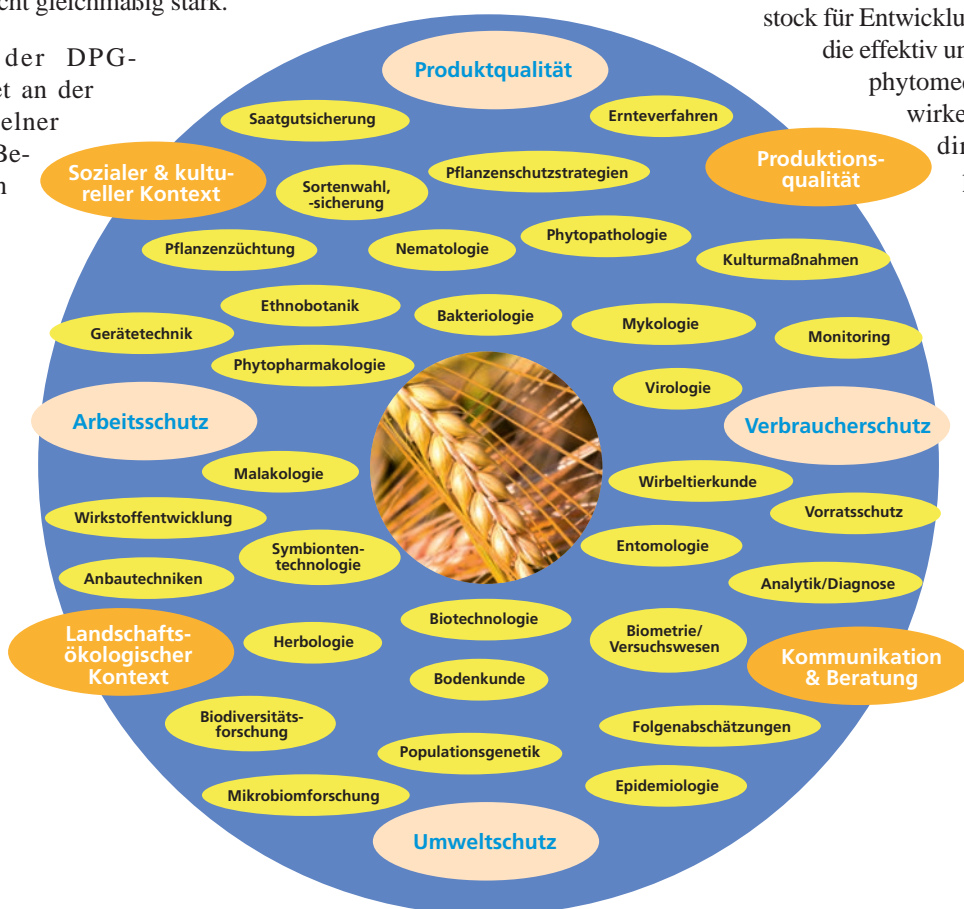 cht gleichmäßig stark.
der DPG-
et an der
elner
Be-
n
stock für Entwicklu
die effektiv un
phytomed
wirke
din
Produktqualität
Saatgutsicherung
Ernteverfahren
Sozialer & kultu-
reller Kontext
Sortenwahl,
-sicherung
Pflanzenschutzstrategien
Produktions-
qualität
Pflanzenzüchtung
Nematologie
Phytopathologie
Kulturmaßnahmen
Ethnobotanik
Bakteriologie
Mykologie
Gerätetechnik
Monitoring
Phytopharmakologie
Virologie
Arbeitsschutz
Verbraucherschutz
Malakologie
Wirbeltierkunde
Wirkstoffentwicklung
Vorratsschutz
Symbionten-
technologie
Entomologie
Anbautechniken
Analytik/Diagnose
Biotechnologie
Landschafts-
ökologischer
Kontext
Herbologie
Biometrie/
Versuchswesen
Kommunikation
& Beratung
Bodenkunde
Biodiversitäts-
forschung
Folgenabschätzungen
Populationsgenetik
Mikrobiomforschung
Epidemiologie
Umweltschutz